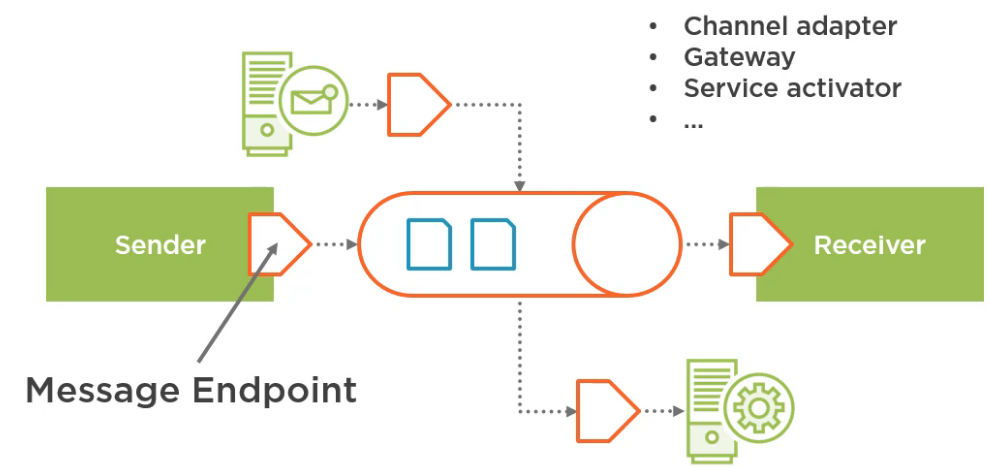 • Channel adapter
• Gateway
• Service activator
• ...
Sender
Receiver
Message Endpoint